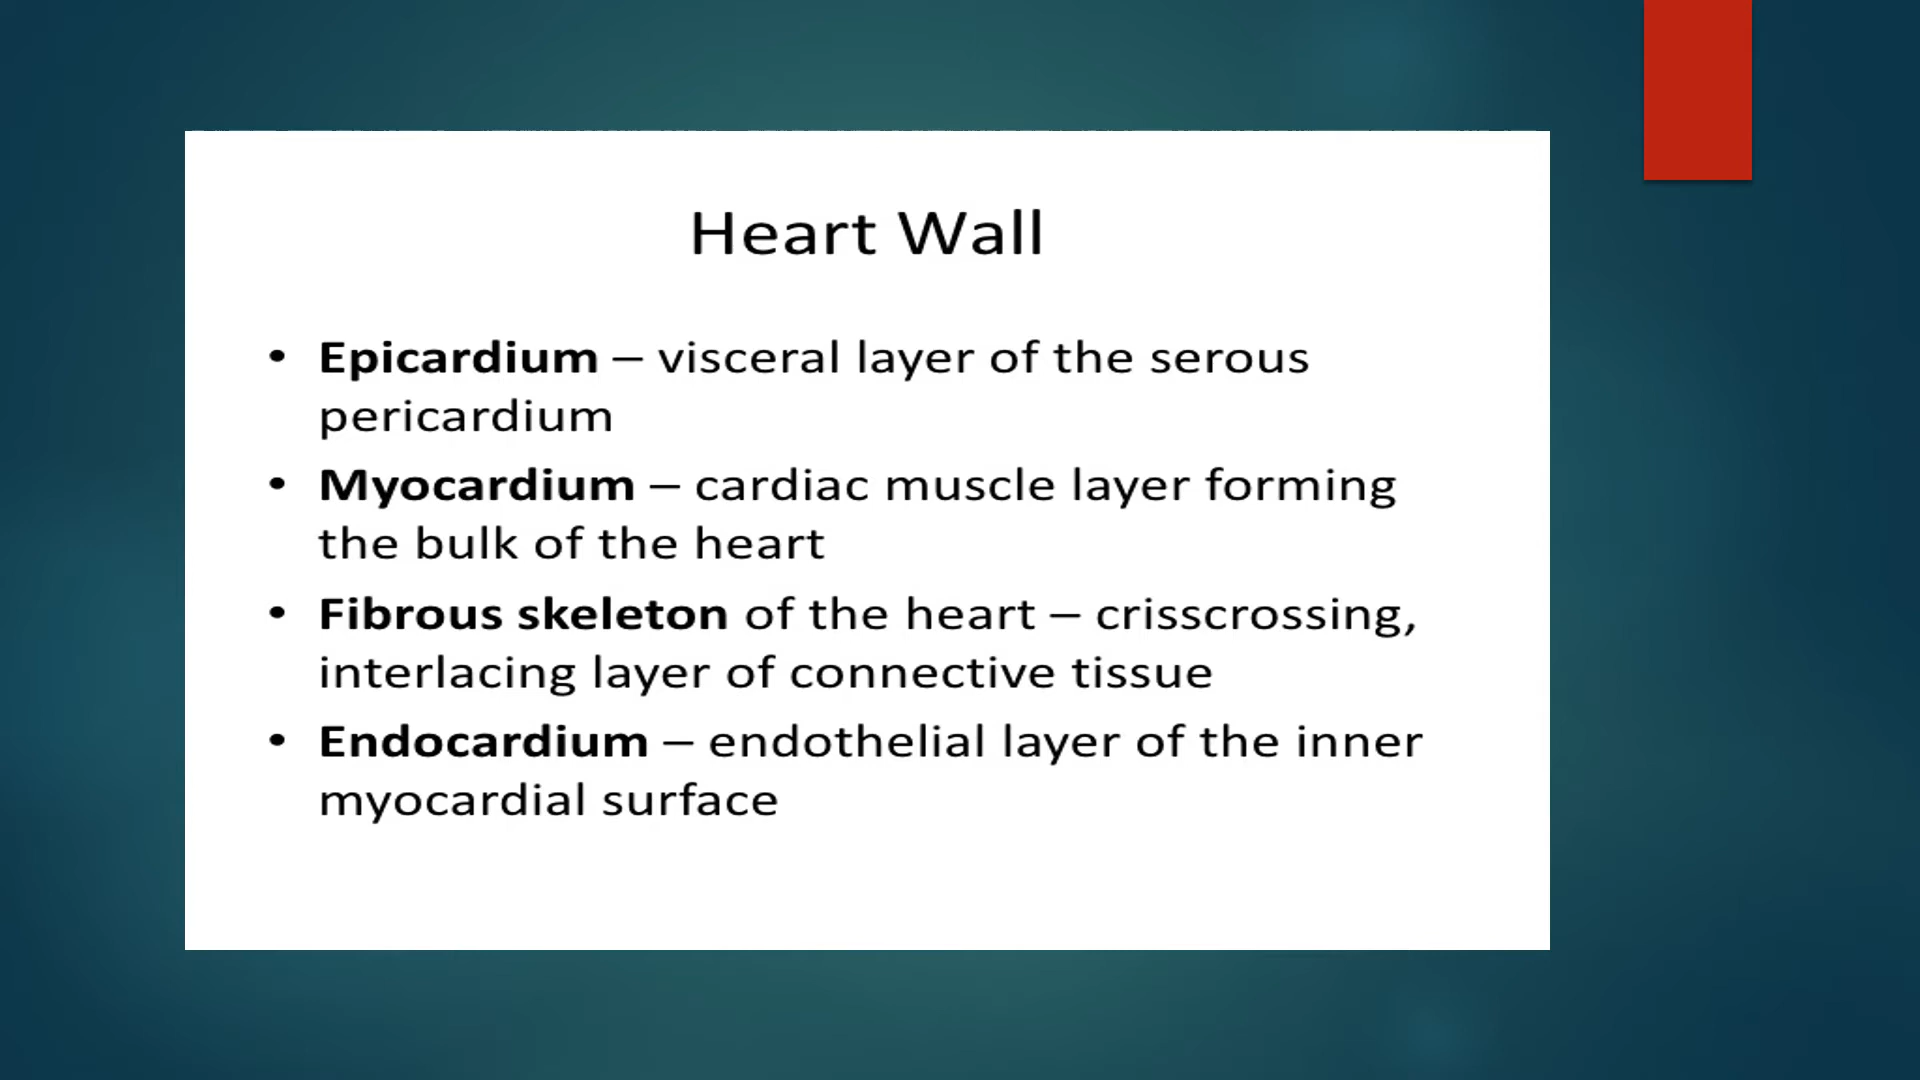 Heart Wall
• Epicardium – visceral layer of the serous
pericardium
• Myocardium – cardiac muscle layer forming
the bulk of the heart
• Fibrous skeleton of the heart – crisscrossing,
interlacing layer of connective tissue
• Endocardium – endothelial layer of the inner
myocardial surface